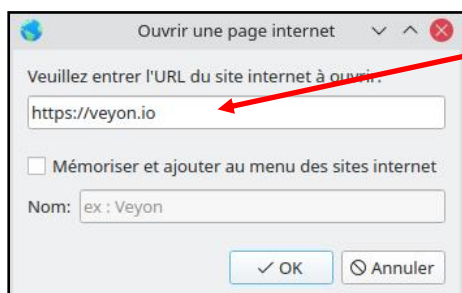 Ouvrir une page internet
Veuillez entrer l'URL du site internet à ouvrir:
https://veyon.io
Mémoriser et ajouter au menu des sites internet
Nom: ex : Veyon
OK Annuler